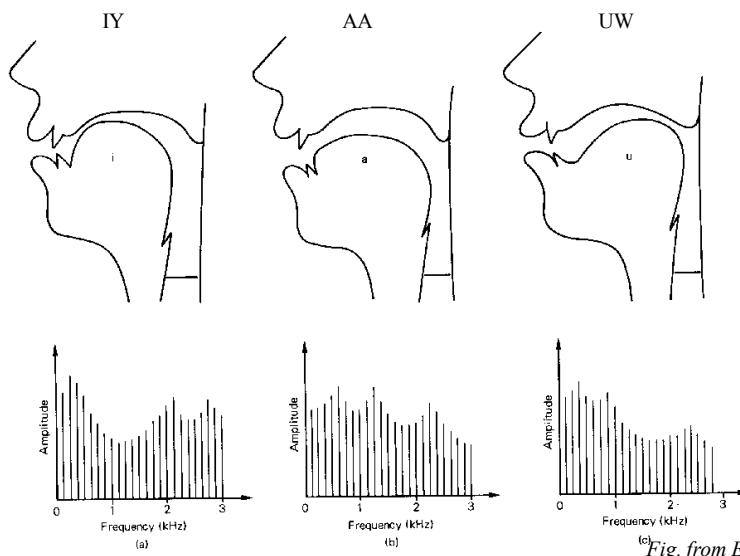 IY AA UW
i a u
Amplitude Amplitude Amplitude
0 1 2 3 0 1 2 3 0 1 2 3
Frequency (kHz) Frequency (kHz) Frequency (kHz)
(a) (b) (c)
Fig. from